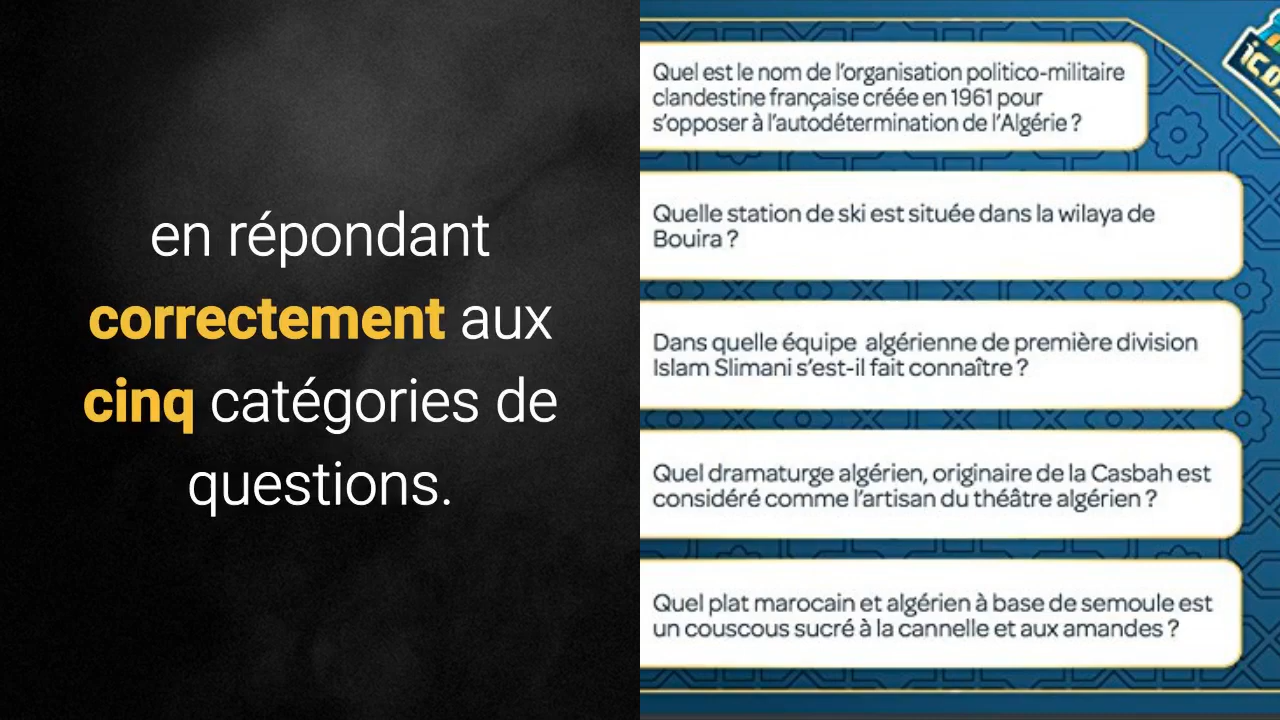 en répondant
correctement aux
cinq catégories de
questions.
Quel est le nom de l'organisation politico-militaire
clandestine française créée en 1961 pour
s'opposer à l'autodétermination de l'Algérie ?
Quelle station de ski est située dans la wilaya de
Bouira ?
Dans quelle équipe algérienne de première division
Islam Slimani s'est-il fait connaître ?
Quel dramaturge algérien, originaire de la Casbah est
considéré comme l'artisan du théâtre algérien ?
Quel plat marocain et algérien à base de semoule est
un couscous sucré à la cannelle et aux amandes ?